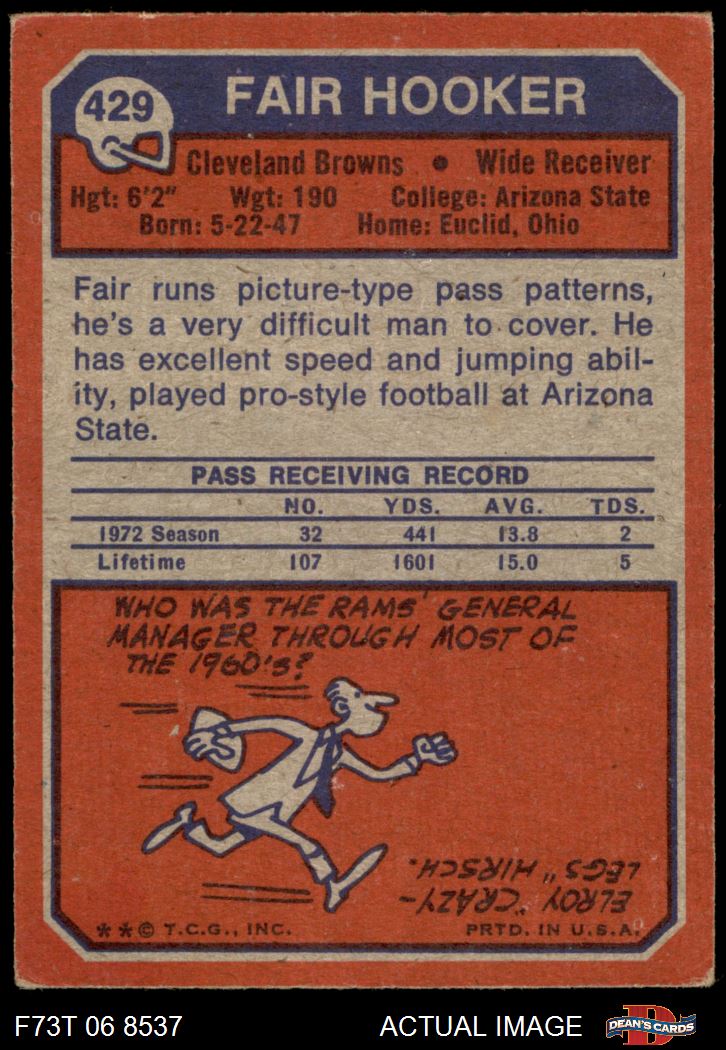 429
FAIR HOOKER
Cleveland Browns • Wide Receiver
Hgt: 6'2" Wgt: 190 College: Arizona State
Born: 5-22-47 Home: Euclid, Ohio
Fair runs picture-type pass patterns,
he's a very difficult man to cover. He
has excellent speed and jumping abil-
ity, played pro-style football at Arizona
State.
PASS RECEIVING RECORD
NO. YDS. AVG. TDS.
1972 Season 32 441 13.8 2
Lifetime 107 1601 15.0 5
WHO WAS THE RAMS' GENERAL
MANAGER THROUGH MOST OF
THE 1960's?
ELROY "CRAZY-
LEGS" HIRSCH.
**© T.C.G., INC. PRTD. IN U.S.A.
F73T 06 8537 ACTUAL IMAGE
D
DEAN'S CARDS